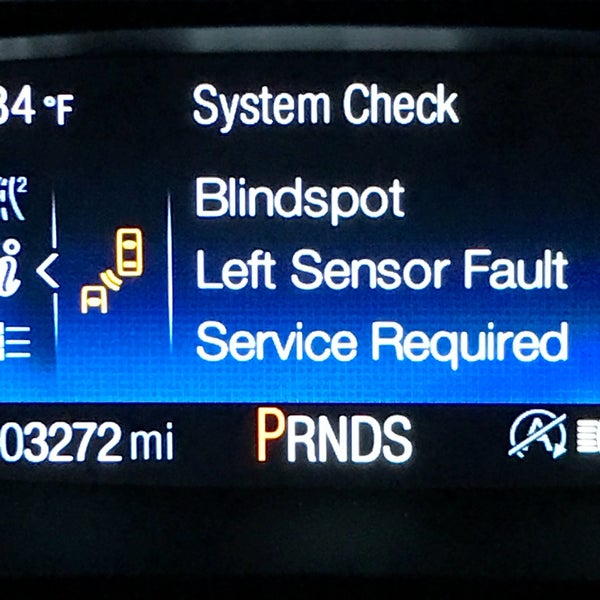 34 °F
System Check
Blindspot
Left Sensor Fault
Service Required
03272 mi
PRNDS